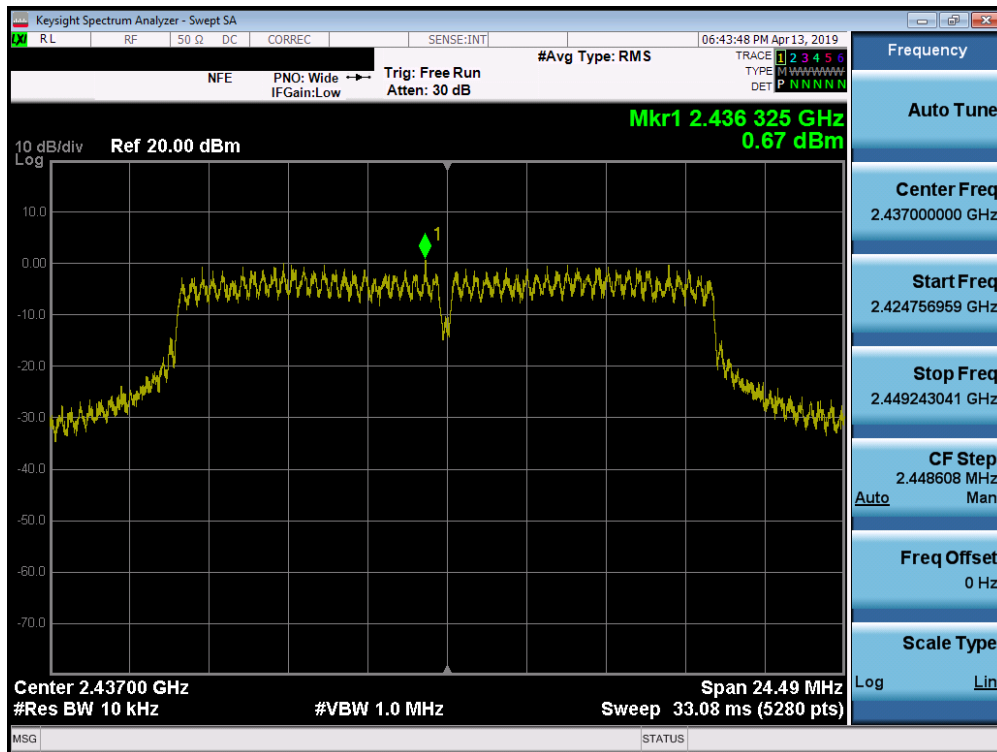 Keysight Spectrum Analyzer - Swept SA
LXI RL RF 50 Ω DC CORREC SENSE:INT 06:43:48 PM Apr 13, 2019
#Avg Type: RMS TRACE 1 2 3 4 5 6
NFE PNO: Wide Trig: Free Run TYPE M WWWWW
IFGain:Low Atten: 30 dB DET P N N N N N
Mkr1 2.436 325 GHz
0.67 dBm
10 dB/div Ref 20.00 dBm
Log
1
10.0
0.00
-10.0
-20.0
-30.0
-40.0
-50.0
-60.0
-70.0
Center 2.43700 GHz Span 24.49 MHz
#Res BW 10 kHz #VBW 1.0 MHz Sweep 33.08 ms (5280 pts)
MSG STATUS
Frequency
Auto Tune
Center Freq
2.437000000 GHz
Start Freq
2.424756959 GHz
Stop Freq
2.449243041 GHz
CF Step
2.448608 MHz
Auto Man
Freq Offset
0 Hz
Scale Type
Log Lin